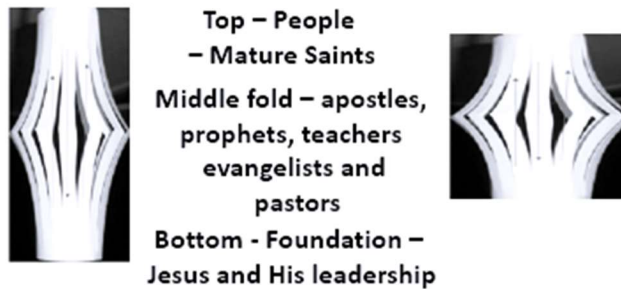 Top – People
– Mature Saints
Middle fold – apostles,
prophets, teachers
evangelists and
pastors
Bottom - Foundation –
Jesus and His leadership